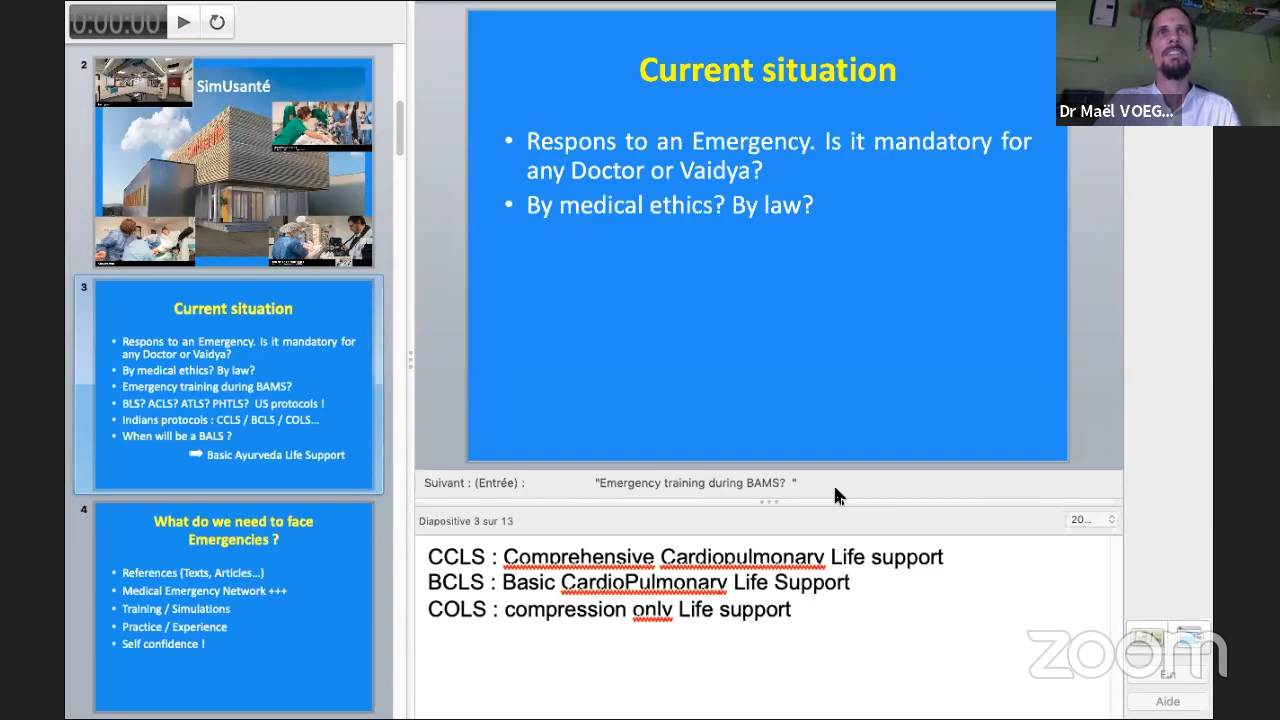 0:00:00
2
SimUsanté
3
Current situation
• Respons to an Emergency. Is it mandatory for
any Doctor or Vaidya?
• By medical ethics? By law?
• Emergency training during BAMS?
• BLS? ACLS? ATLS? PHTLS? US protocols !
• Indians protocols : CCLS / BCLS / COLS...
• When will be a BALS ?
Basic Ayurveda Life Support
4
What do we need to face
Emergencies ?
• References (Texts, Articles...)
• Medical Emergency Network +++
• Training / Simulations
• Practice / Experience
• Self confidence !
Current situation
• Respons to an Emergency. Is it mandatory for
any Doctor or Vaidya?
• By medical ethics? By law?
Suivant : (Entrée) : "Emergency training during BAMS? "
Diapositive 3 sur 13
20...
CCLS : Comprehensive Cardiopulmonary Life support
BCLS : Basic CardioPulmonary Life Support
COLS : compression only Life support
Dr Maël VOEG...
zoom
Ein
Aide